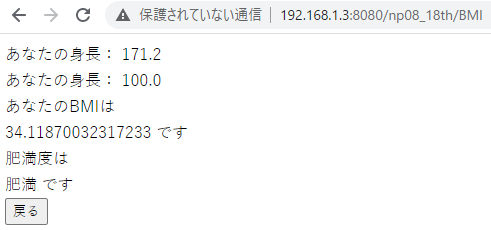 保護されていない通信 192.168.1.3:8080/np08_18th/BMI
あなたの身長： 171.2
あなたの身長： 100.0
あなたのBMIは
34.11870032317233 です
肥満度は
肥満 です
戻る